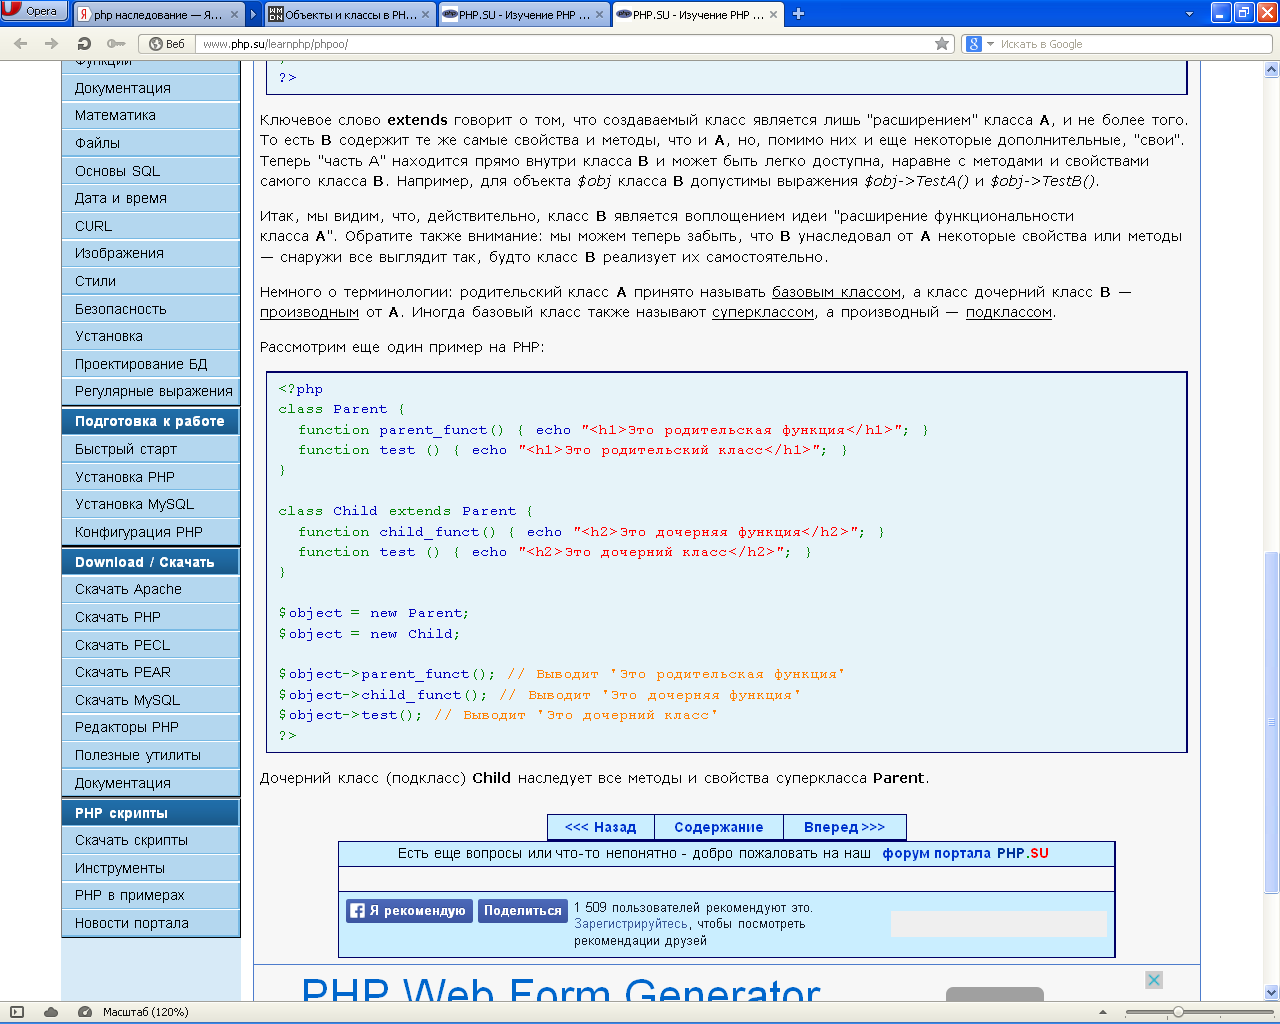 Opera
php наследование — Я...
Объекты и классы в PH...
PHP.SU - Изучение PHP ...
PHP.SU - Изучение PHP ...
Веб
www.php.su/learnphp/phpoo/
Искать в Google
Функции
Документация
Математика
Файлы
Основы SQL
Дата и время
CURL
Изображения
Стили
Безопасность
Установка
Проектирование БД
Регулярные выражения
Подготовка к работе
Быстрый старт
Установка PHP
Установка MySQL
Конфигурация PHP
Download / Скачать
Скачать Apache
Скачать PHP
Скачать PECL
Скачать PEAR
Скачать MySQL
Редакторы PHP
Полезные утилиты
Документация
PHP скрипты
Скачать скрипты
Инструменты
PHP в примерах
Новости портала
?>
Ключевое слово extends говорит о том, что создаваемый класс является лишь "расширением" класса A, и не более того.
То есть B содержит те же самые свойства и методы, что и A, но, помимо них и еще некоторые дополнительные, "свои".
Теперь "часть A" находится прямо внутри класса B и может быть легко доступна, наравне с методами и свойствами
самого класса B. Например, для объекта $obj класса B допустимы выражения $obj->TestA() и $obj->TestB().
Итак, мы видим, что, действительно, класс B является воплощением идеи "расширение функциональности
класса A". Обратите также внимание: мы можем теперь забыть, что B унаследовал от A некоторые свойства или методы
— снаружи все выглядит так, будто класс B реализует их самостоятельно.
Немного о терминологии: родительский класс A принято называть базовым классом, а класс дочерний класс B —
производным от A. Иногда базовый класс также называют суперклассом, а производный — подклассом.
Рассмотрим еще один пример на PHP:
<?php
class Parent {
function parent_funct() { echo "<h1>Это родительская функция</h1>"; }
function test () { echo "<h1>Это родительский класс</h1>"; }
}
class Child extends Parent {
function child_funct() { echo "<h2>Это дочерняя функция</h2>"; }
function test () { echo "<h2>Это дочерний класс</h2>"; }
}
$object = new Parent;
$object = new Child;
$object->parent_funct(); // Выводит 'Это родительская функция'
$object->child_funct(); // Выводит 'Это дочерняя функция'
$object->test(); // Выводит 'Это дочерний класс'
?>
Дочерний класс (подкласс) Child наследует все методы и свойства суперкласса Parent.
<<< Назад
Содержание
Вперед >>>
Есть еще вопросы или что-то непонятно - добро пожаловать на наш форум портала PHP.SU
Я рекомендую
Поделиться
1 509 пользователей рекомендуют это.
Зарегистрируйтесь, чтобы посмотреть
рекомендации друзей
PHP Web Form Generator
Масштаб (120%)